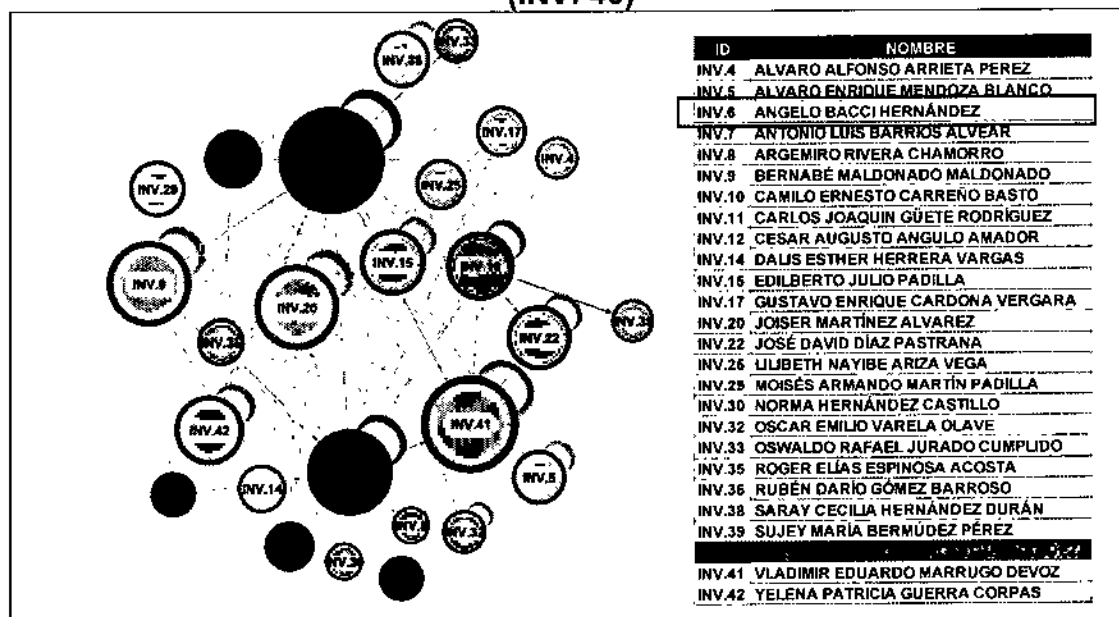 (INV. 40)
INV.38
INV.17
INV.4
INV.25
INV.29
INV.15
INV.9
INV.20
INV.22
INV.42
INV.41
INV.14
INV.5
ID NOMBRE
INV.4 ALVARO ALFONSO ARRIETA PEREZ
INV.5 ALVARO ENRIQUE MENDOZA BLANCO
INV.6 ANGELO BACCI HERNÁNDEZ
INV.7 ANTONIO LUIS BARRIOS ALVEAR
INV.8 ARGEMIRO RIVERA CHAMORRO
INV.9 BERNABÉ MALDONADO MALDONADO
INV.10 CAMILO ERNESTO CARREÑO BASTO
INV.11 CARLOS JOAQUIN GÜETE RODRÍGUEZ
INV.12 CESAR AUGUSTO ANGULO AMADOR
INV.14 DALIS ESTHER HERRERA VARGAS
INV.15 EDILBERTO JULIO PADILLA
INV.17 GUSTAVO ENRIQUE CARDONA VERGARA
INV.20 JOISER MARTÍNEZ ALVAREZ
INV.22 JOSÉ DAVID DÍAZ PASTRANA
LILIBETH NAYIBE ARIZA VEGA
MOISÉS ARMANDO MARTÍN PADILLA
INV.30 NORMA HERNÁNDEZ CASTILLO
INV.32 OSCAR EMILIO VARELA OLAVE
INV.33 OSWALDO RAFAEL JURADO CUMPLIDO
INV.35 ROGER ELÍAS ESPINOSA ACOSTA
INV.36 RUBÉN DARÍO GÓMEZ BARROSO
INV.38 SARAY CECILIA HERNÁNDEZ DURÁN
INV.39 SUJEY MARÍA BERMÚDEZ PÉREZ
INV.41 VLADIMIR EDUARDO MARRUGO DEVOZ
INV.42 YELENA PATRICIA GUERRA CORPAS